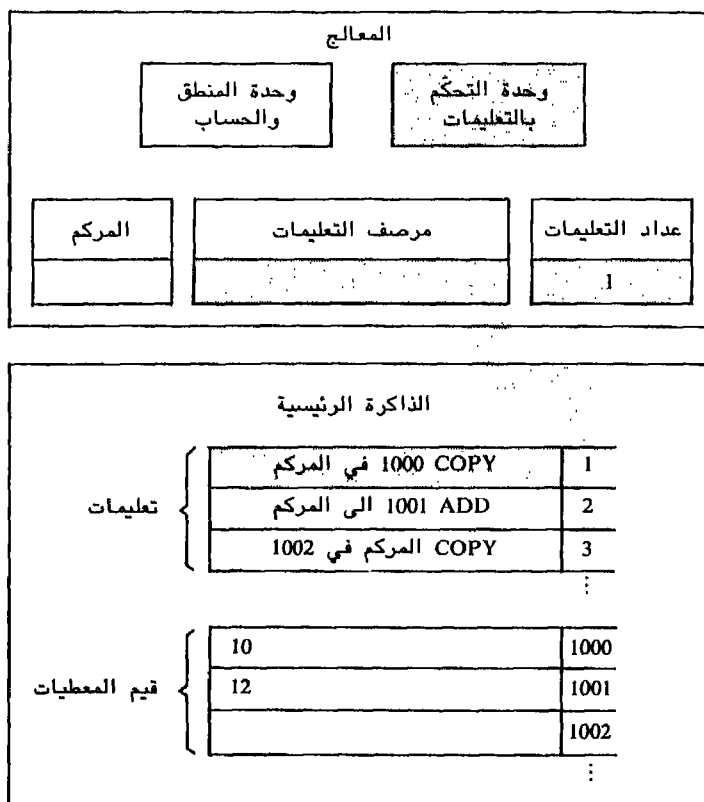 المعالج
وحدة التحكّم
بالتعليمات
وحدة المنطق
والحساب
عداد التعليمات
مرصف التعليمات
المركم
1
الذاكرة الرئيسية
تعليمات
1 COPY 1000 في المركم
2 ADD 1001 الى المركم
3 COPY المركم في 1002
⋮
قيم المعطيات
1000 10
1001 12
1002
⋮